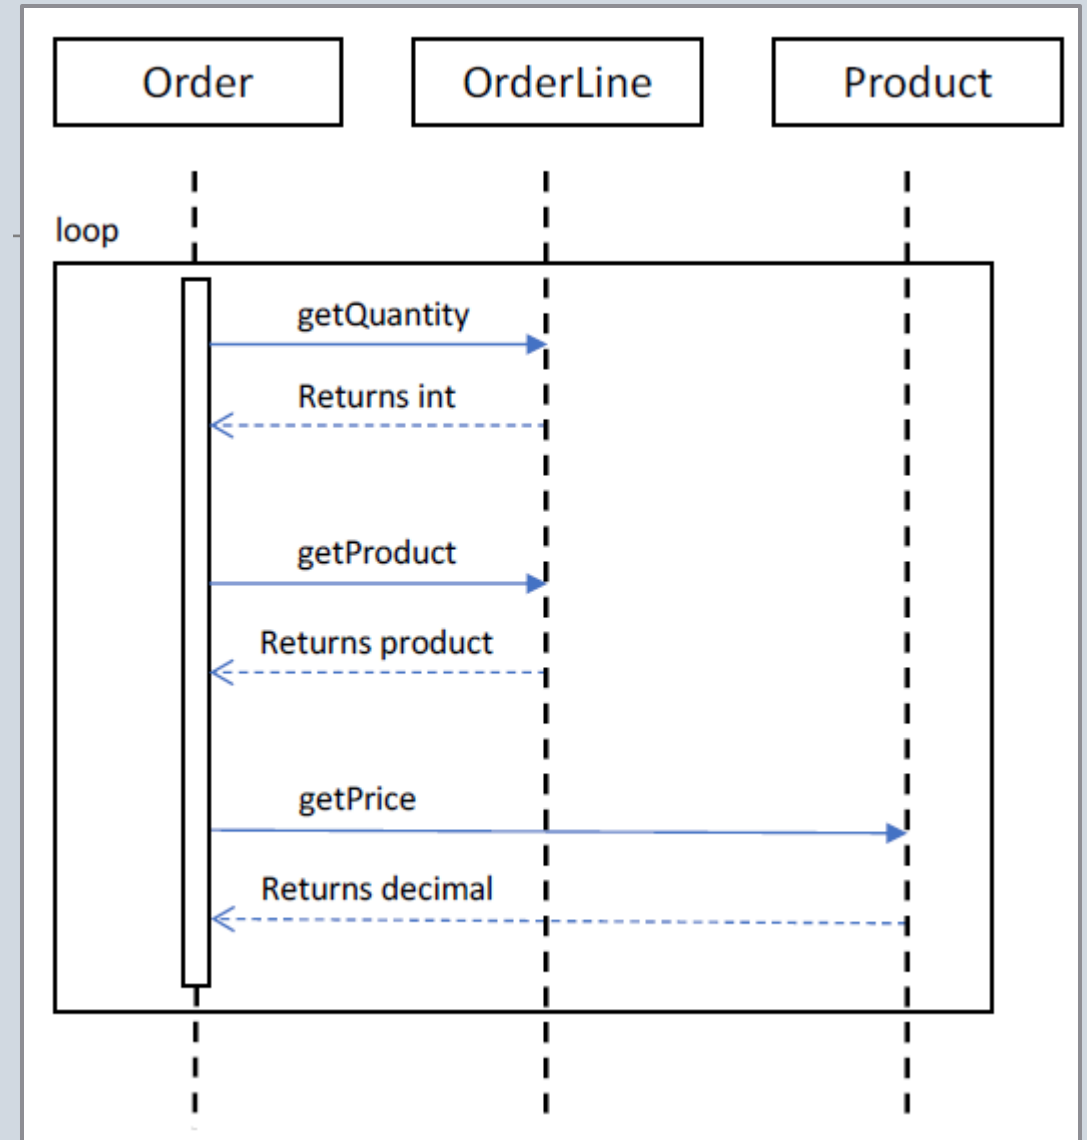 Order
OrderLine
Product
loop
getQuantity
Returns int
getProduct
Returns product
getPrice
Returns decimal